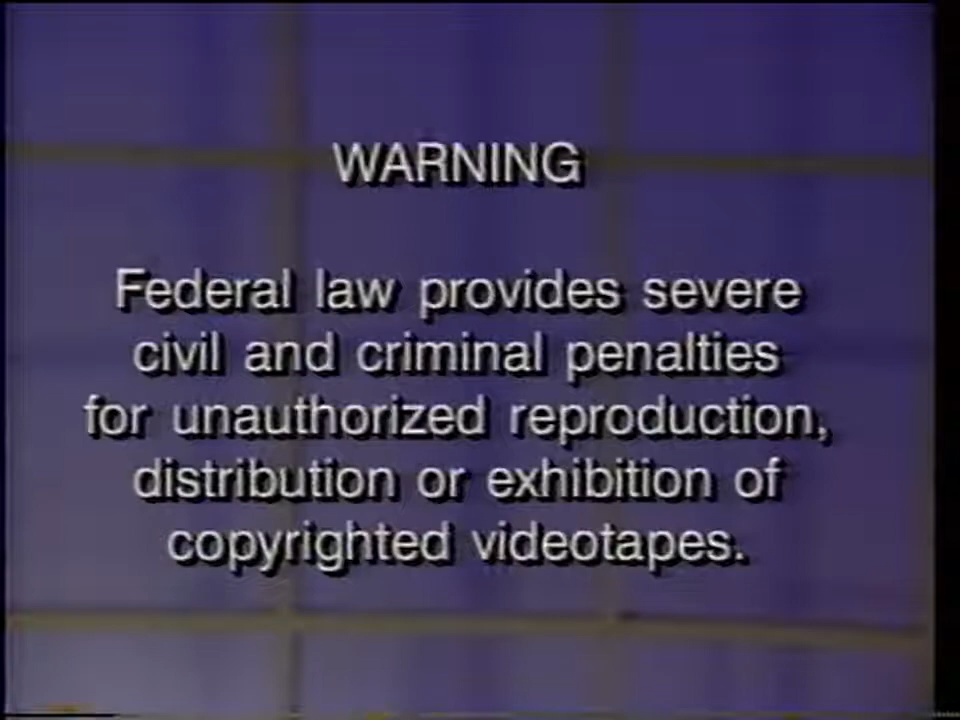 WARNING
Federal law provides severe
civil and criminal penalties
for unauthorized reproduction,
distribution or exhibition of
copyrighted videotapes.